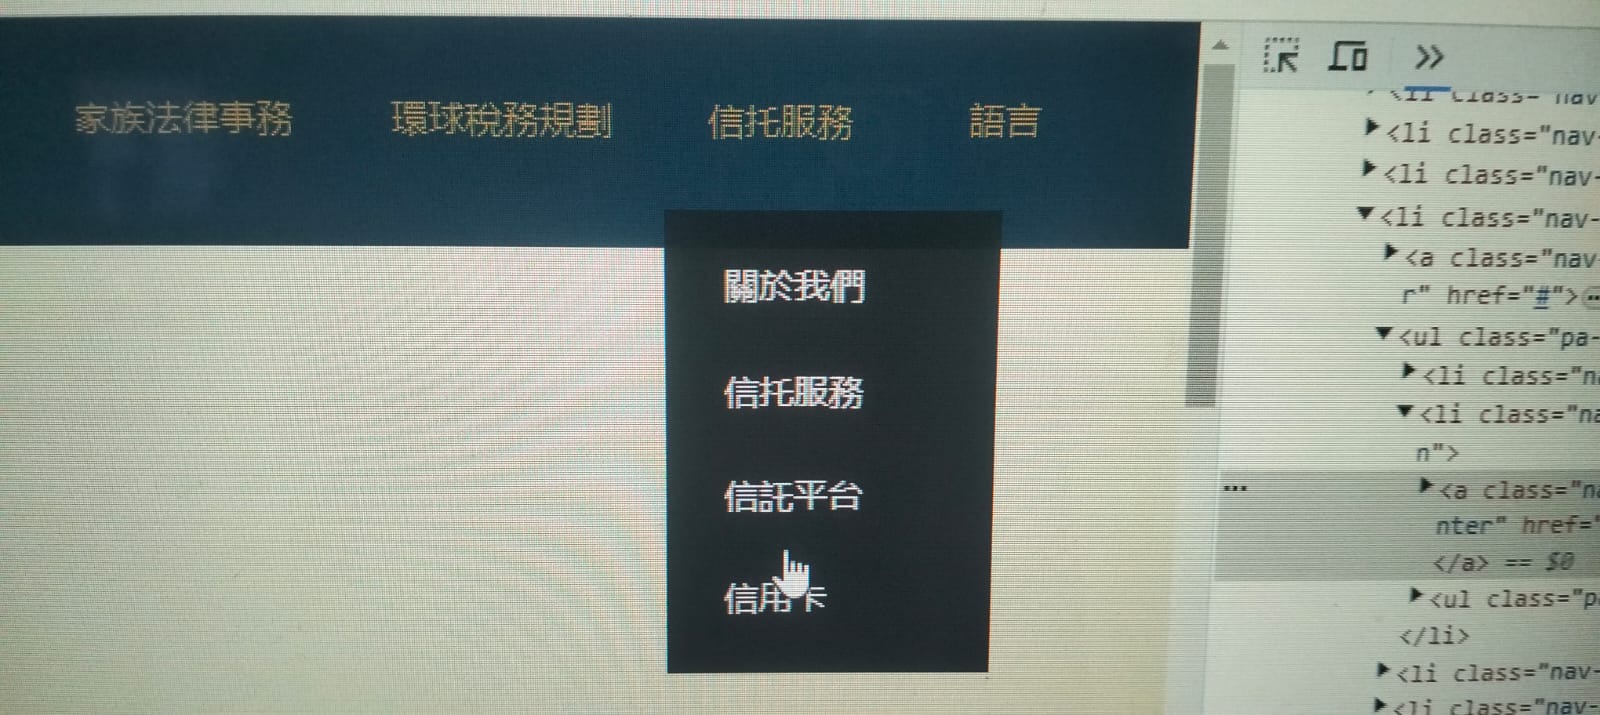 家族法律事務 環球稅務規劃 信托服務 語言
關於我們
信托服務
信託平台
信用卡
<li class="nav-
<li class="nav-
<li class="nav-
<a class="nav-
r" href="#">
<ul class="pa-
<li class="na
<li class="na
n">
<a class="na
nter" href="
</a> == $0
<ul class="pa
</li>
<li class="nav-
<li class="nav-